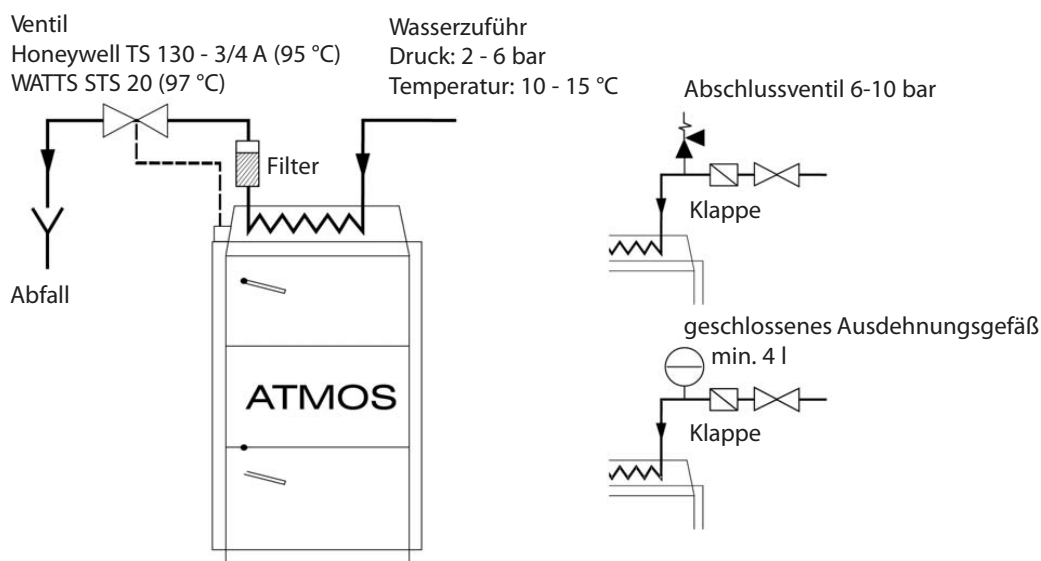 Ventil
Honeywell TS 130 - 3/4 A (95 °C)
WATTS STS 20 (97 °C)
Wasserzuführ
Druck: 2 - 6 bar
Temperatur: 10 - 15 °C
Abschlussventil 6-10 bar
Filter
Klappe
Abfall
geschlossenes Ausdehnungsgefäß
min. 4 l
ATMOS
Klappe